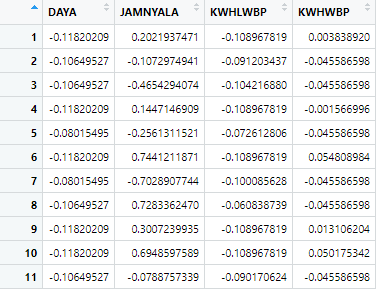 DAYA JAMNYALA KWHLWBP KWHWBP
1 -0.11820209 0.2021937471 -0.108967819 0.003838920
2 -0.10649527 -0.1072974941 -0.091203437 -0.045586598
3 -0.10649527 -0.4654294074 -0.104216880 -0.045586598
4 -0.11820209 0.1447146909 -0.108967819 -0.001566996
5 -0.08015495 -0.2561311521 -0.072612806 -0.045586598
6 -0.11820209 0.7441211871 -0.108967819 0.054808984
7 -0.08015495 -0.7028907744 -0.100085628 -0.045586598
8 -0.10649527 0.7283362470 -0.060838739 -0.045586598
9 -0.11820209 0.3007239935 -0.108967819 0.013106204
10 -0.11820209 0.6948597589 -0.108967819 0.050175342
11 -0.10649527 -0.0788757339 -0.090170624 -0.045586598